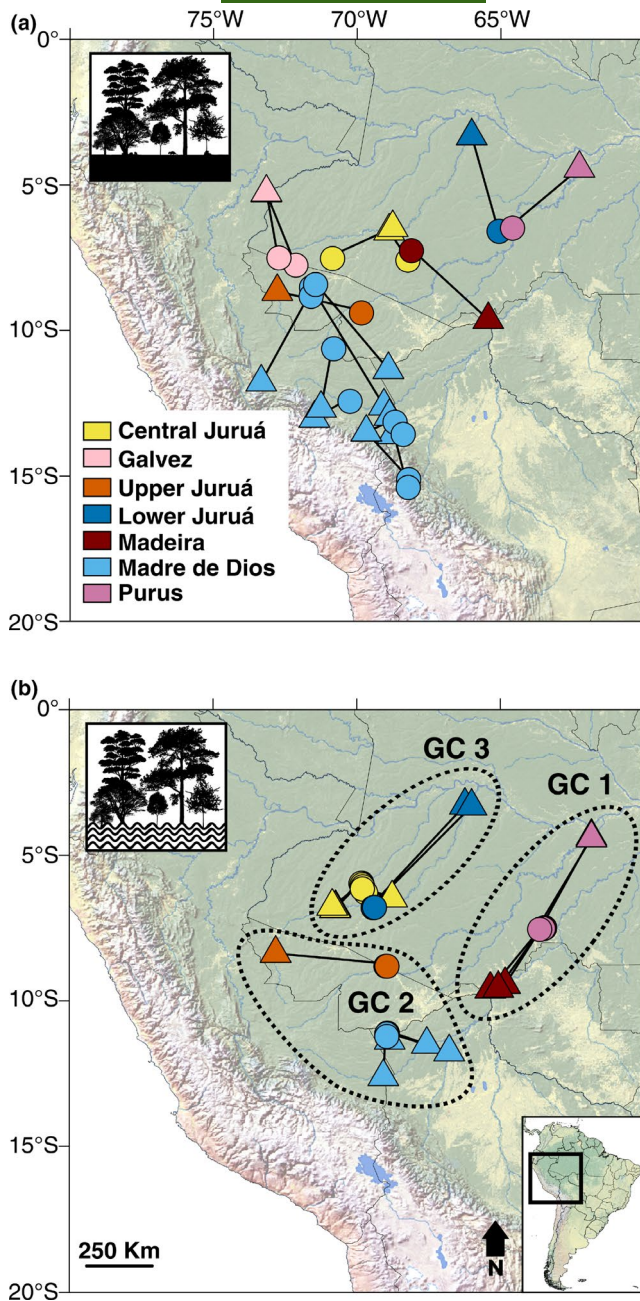 75°W 70°W 65°W
(a)
0°
5°S
10°S
15°S
20°S
Central Juruá
Galvez
Upper Juruá
Lower Juruá
Madeira
Madre de Dios
Purus
(b)
0°
GC 3
GC 1
5°S
10°S
GC 2
15°S
250 Km
N
20°S